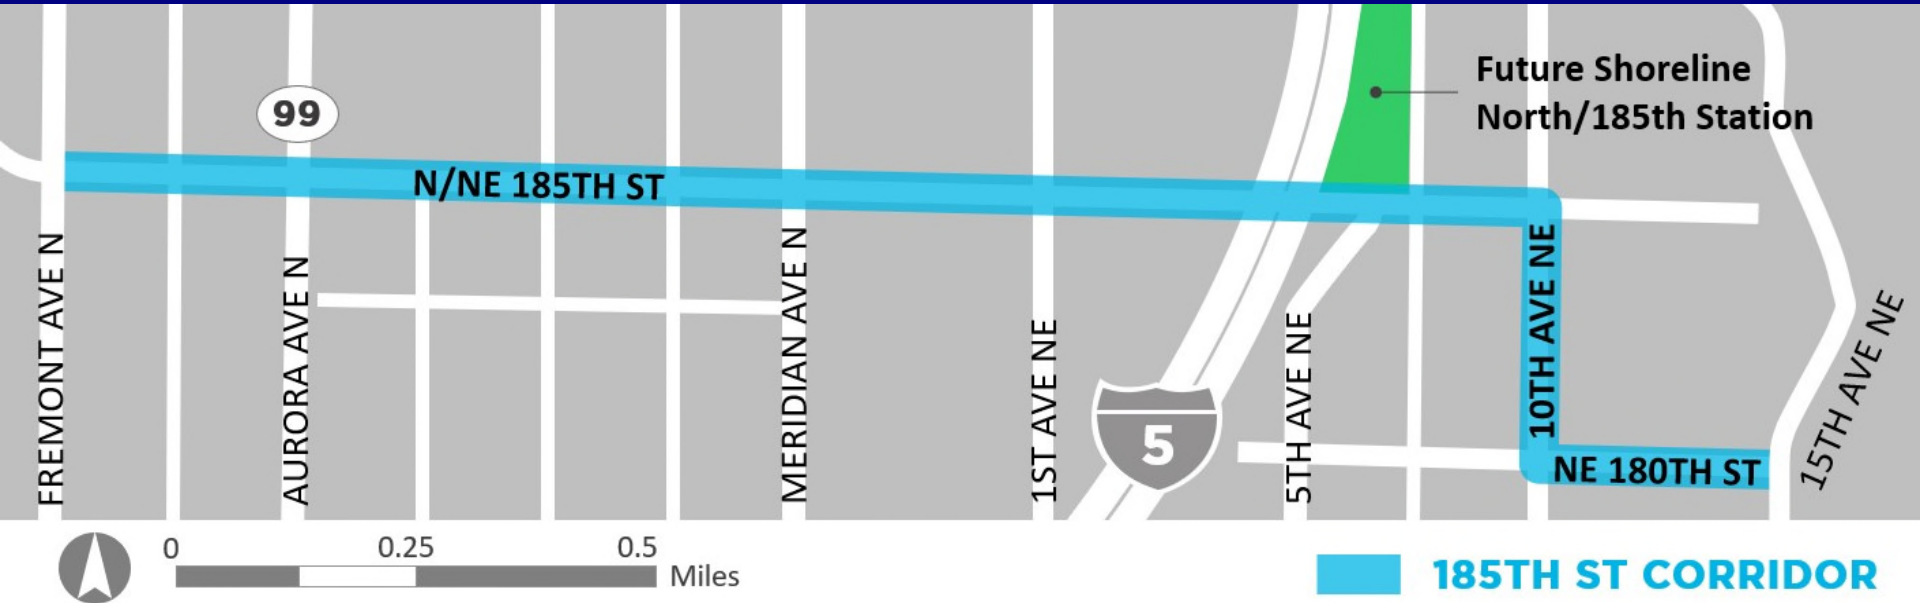 Future Shoreline
North/185th Station
99
N/NE 185TH ST
FREMONT AVE N
AURORA AVE N
MERIDIAN AVE N
1ST AVE NE
5
5TH AVE NE
10TH AVE NE
15TH AVE NE
NE 180TH ST
0 0.25 0.5
Miles
185TH ST CORRIDOR